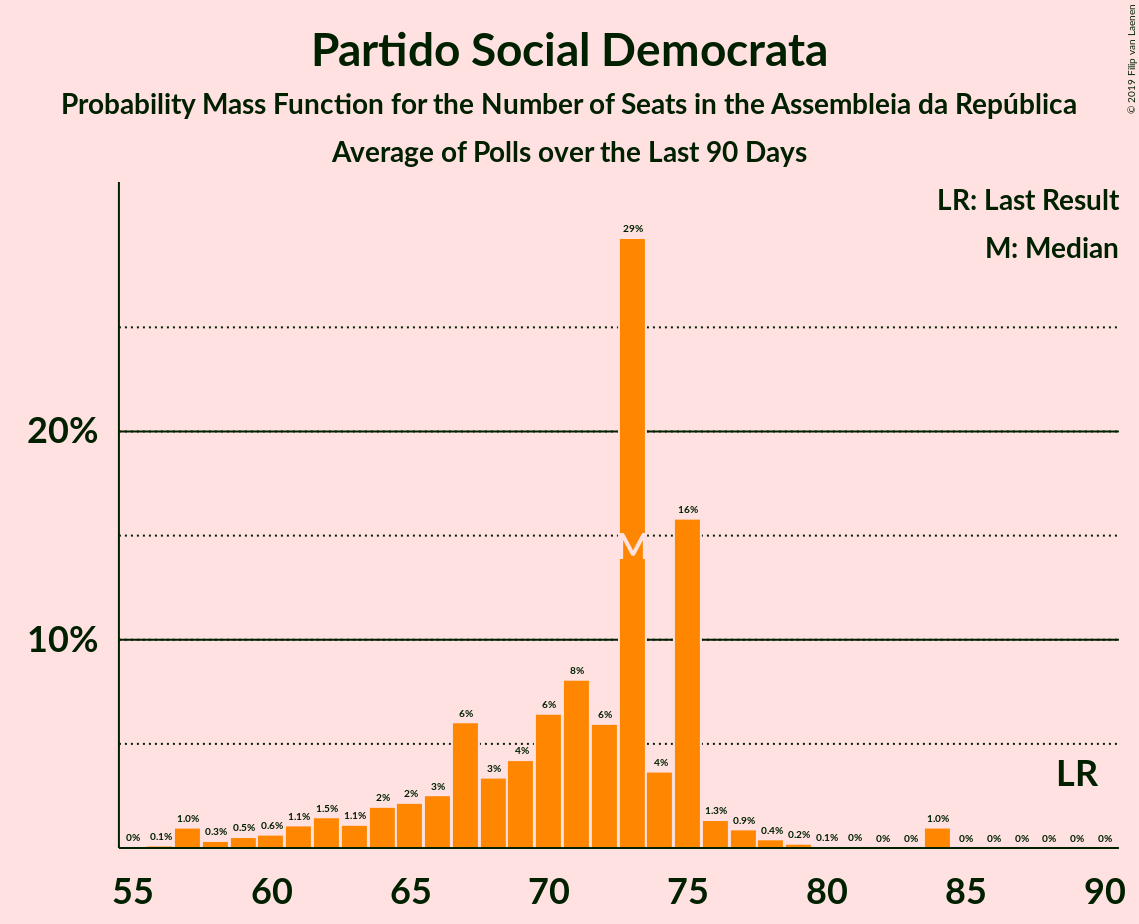 Partido Social Democrata
Probability Mass Function for the Number of Seats in the Assembleia da República
Average of Polls over the Last 90 Days
© 2019 Filip van Laenen
LR: Last Result
M: Median
20%
10%
0% 0.1% 1.0% 0.3% 0.5% 0.6% 1.1% 1.5% 1.1% 2% 2% 3% 6% 3% 4% 6% 8% 6% 29% 4% 16% 1.3% 0.9% 0.4% 0.2% 0.1% 0% 0% 0% 1.0% 0% 0% 0% 0% 0% 0%
M
LR
55 60 65 70 75 80 85 90